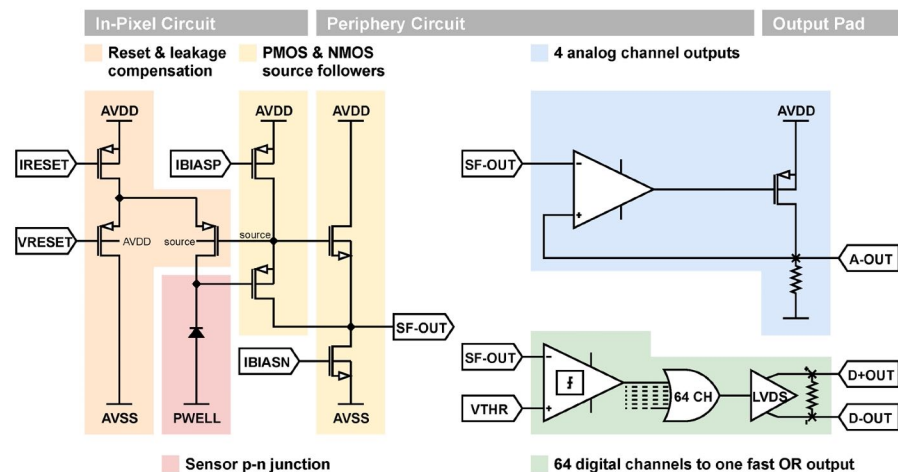 In-Pixel Circuit
Periphery Circuit
Output Pad
Reset & leakage
compensation
PMOS & NMOS
source followers
4 analog channel outputs
AVDD
AVDD
AVDD
AVDD
IRESET
IBIASP
SF-OUT
-
+
VRESET
AVDD
source
source
A-OUT
SF-OUT
IBIASN
SF-OUT
-
+
VTHR
64 CH
LVDS
D+OUT
D-OUT
AVSS
PWELL
AVSS
Sensor p-n junction
64 digital channels to one fast OR output